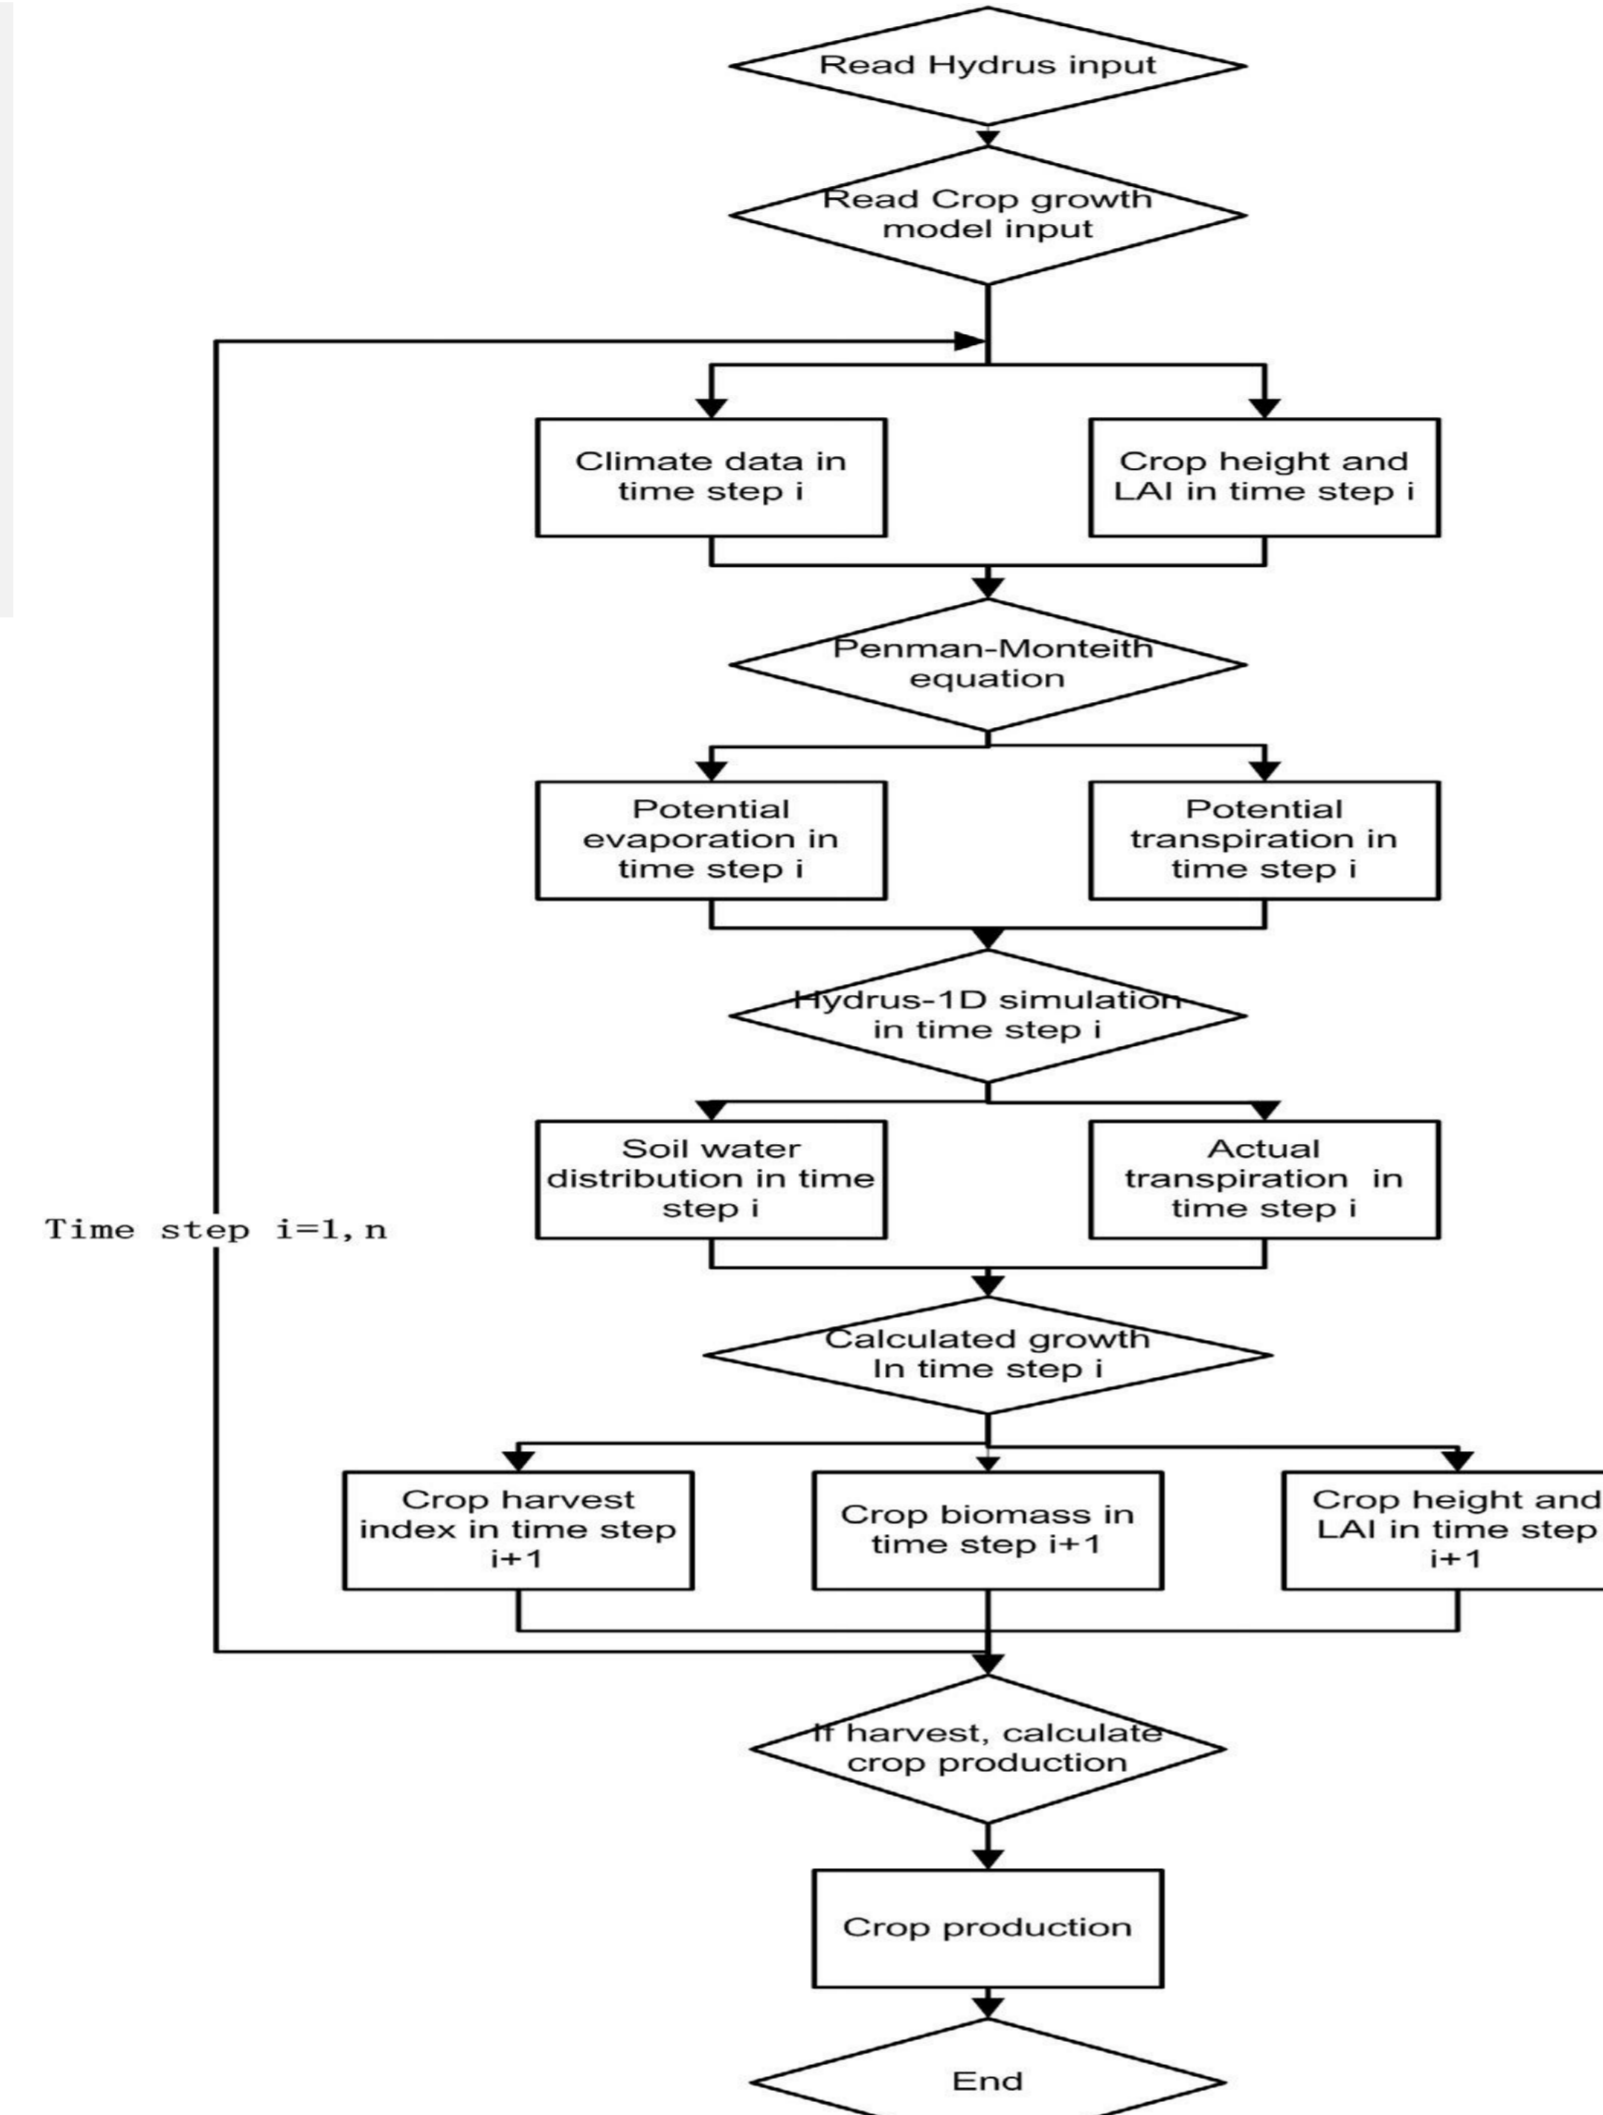 Read Hydrus input
Read Crop growth
model input
Climate data in
time step i
Crop height and
LAI in time step i
Penman-Monteith
equation
Potential
evaporation in
time step i
Potential
transpiration in
time step i
Hydrus-1D simulation
in time step i
Soil water
distribution in time
step i
Actual
transpiration in
time step i
Time step i=1,n
Calculated growth
In time step i
Crop harvest
index in time step
i+1
Crop biomass in
time step i+1
Crop height and
LAI in time step
i+1
If harvest, calculate
crop production
Crop production
End